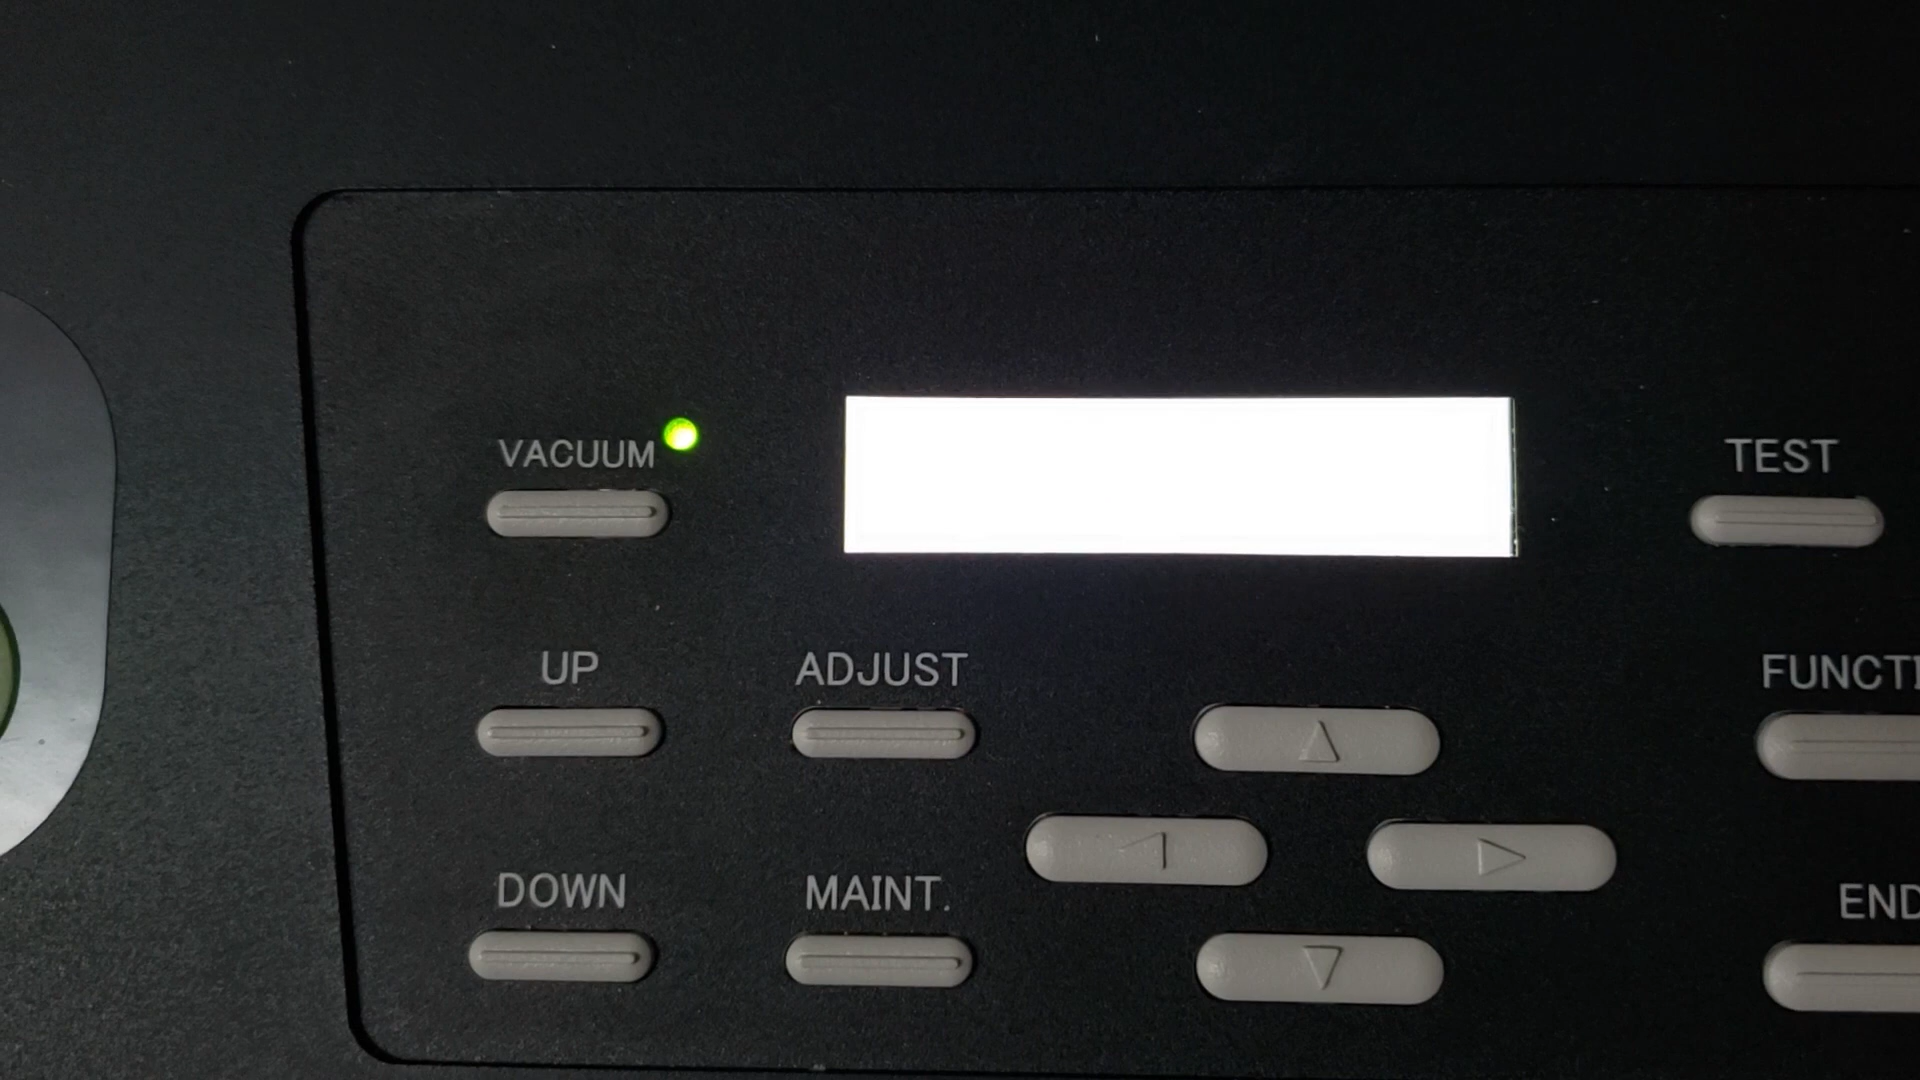 VACUUM
TEST
UP
ADJUST
FUNCTI
DOWN
MAINT.
END